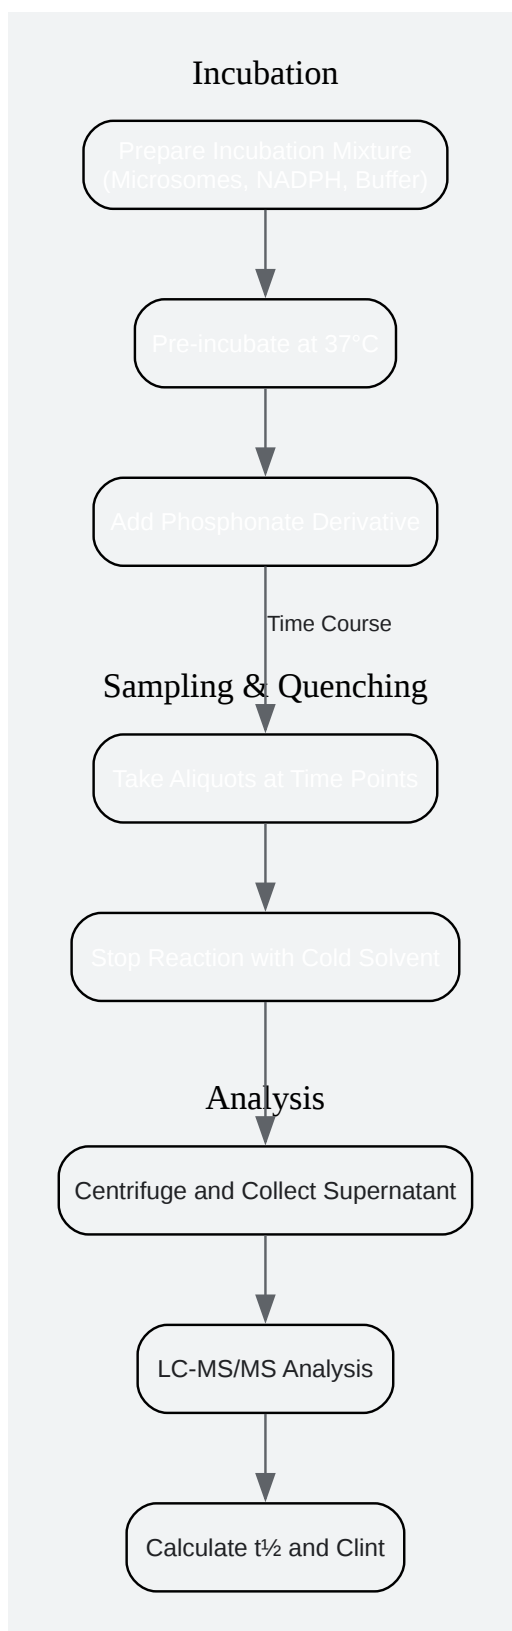 Incubation
Prepare Incubation Mixture
(Microsomes, NADPH, Buffer)
Pre-incubate at 37°C
Add Phosphonate Derivative
Time Course
Sampling & Quenching
Take Aliquots at Time Points
Stop Reaction with Cold Solvent
Analysis
Centrifuge and Collect Supernatant
LC-MS/MS Analysis
Calculate t½ and Clint